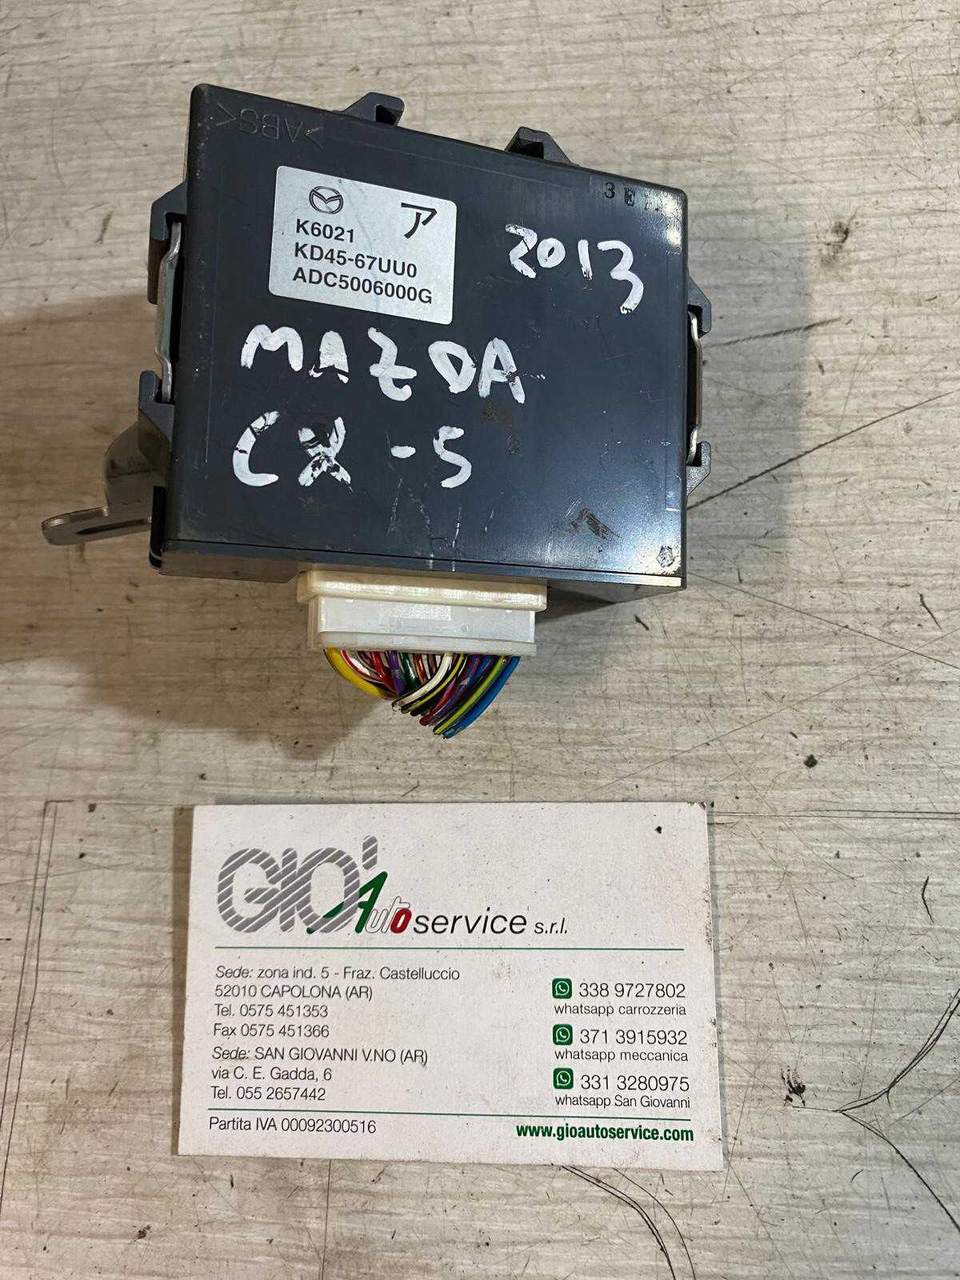 >ABS<
K6021 ア
KD45-67UU0
ADC5006000G
2013
MAZDA
CX-5
GIO' Autoservice s.r.l.
Sede: zona ind. 5 - Fraz. Castelluccio
52010 CAPOLONA (AR)
Tel. 0575 451353
Fax 0575 451366
Sede: SAN GIOVANNI V.NO (AR)
via C. E. Gadda, 6
Tel. 055 2657442
338 9727802
whatsapp carrozzeria
371 3915932
whatsapp meccanica
331 3280975
whatsapp San Giovanni
Partita IVA 00092300516
www.gioautoservice.com